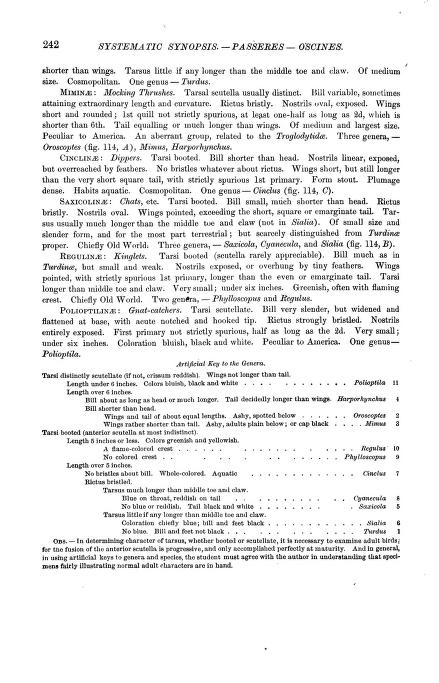 242 SYSTEMATIC SYNOPSIS. — PASSERES — OSCINES.
shorter than wings. Tarsus little if any longer than the middle toe and claw. Of medium
size. Cosmopolitan. One genus — Turdus.
MIMINÆ: Mocking Thrushes. Tarsal scutella usually distinct. Bill variable, sometimes
attaining extraordinary length and curvature. Rictus bristly. Nostrils oval, exposed. Wings
short and rounded; 1st quill not strictly spurious, at least one-half as long as 2d, which is
shorter than 6th. Tail equalling or much longer than wings. Of medium and largest size.
Peculiar to America. An aberrant group, related to the Troglodytidæ. Three genera, —
Oroscoptes (fig. 114, A), Mimus, Harporhynchus.
CINCLINÆ: Dippers. Tarsi booted. Bill shorter than head. Nostrils linear, exposed,
but overreached by feathers. No bristles whatever about rictus. Wings short, but still longer
than the very short square tail, with strictly spurious 1st primary. Form stout. Plumage
dense. Habits aquatic. Cosmopolitan. One genus — Cinclus (fig. 114, C).
SAXICOLINÆ: Chats, etc. Tarsi booted. Bill small, much shorter than head. Rictus
bristly. Nostrils oval. Wings pointed, exceeding the short, square or emarginate tail. Tar-
sus usually much longer than the middle toe and claw (not in Sialia). Of small size and
slender form, and for the most part terrestrial; but scarcely distinguished from Turdinæ
proper. Chiefly Old World. Three genera, — Saxicola, Cyanecula, and Sialia (fig. 114, B).
REGULINÆ: Kinglets. Tarsi booted (scutella rarely appreciable). Bill much as in
Turdinæ, but small and weak. Nostrils exposed, or overhung by tiny feathers. Wings
pointed, with strictly spurious 1st primary, longer than the even or emarginate tail. Tarsi
longer than middle toe and claw. Very small; under six inches. Greenish, often with flaming
crest. Chiefly Old World. Two genera, — Phylloscopus and Regulus.
POLIOPTILINÆ: Gnat-catchers. Tarsi scutellate. Bill very slender, but widened and
flattened at base, with acute notched and hooked tip. Rictus strongly bristled. Nostrils
entirely exposed. First primary not strictly spurious, half as long as the 2d. Very small;
under six inches. Coloration bluish, black and white. Peculiar to America. One genus—
Polioptila.
Artificial Key to the Genera.
Tarsi distinctly scutellate (if not, crissum reddish). Wings not longer than tail.
Length under 6 inches. Colors bluish, black and white . . . . . . . . . . . . . . . Polioptila 11
Length over 6 inches.
Bill about as long as head or much longer. Tail decidedly longer than wings. Harporhynchus 4
Bill shorter than head.
Wings and tail of about equal lengths. Ashy, spotted below . . . . . . Oroscoptes 2
Wings rather shorter than tail. Ashy, adults plain below; or cap black . . . . Mimus 3
Tarsi booted (anterior scutella at most indistinct).
Length 5 inches or less. Colors greenish and yellowish.
A flame-colored crest . . . . . . . . . . . . . . . . . . . Regulus 10
No colored crest . . . . . . . . . . . . . . . . Phylloscopus 9
Length over 5 inches.
No bristles about bill. Whole-colored. Aquatic . . . . . . . . . . . . . . Cinclus 7
Rictus bristled.
Tarsus much longer than middle toe and claw.
Blue on throat, reddish on tail . . . . . . . . . . . Cyanecula 8
No blue or reddish. Tail black and white . . . . . . . . . . Saxicola 5
Tarsus little if any longer than middle toe and claw.
Coloration chiefly blue; bill and feet black . . . . . . . . . . . Sialia 6
No blue. Bill and feet not black . . . . . . . . . . . . . . . Turdus 1
OBS. — In determining character of tarsus, whether booted or scutellate, it is necessary to examine adult birds;
for the fusion of the anterior scutella is progressive, and only accomplished perfectly at maturity. And in general,
in using artificial keys to genera and species, the student must agree with the author in understanding that speci-
mens fairly illustrating normal adult characters are in hand.